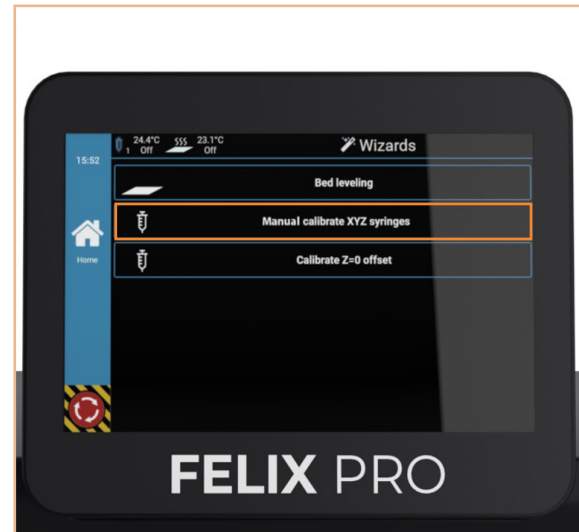 15:52
1
24.4°C
Off
23.1°C
Off
Wizards
Bed leveling
Manual calibrate XYZ syringes
Home
Calibrate Z=0 offset
FELIX PRO